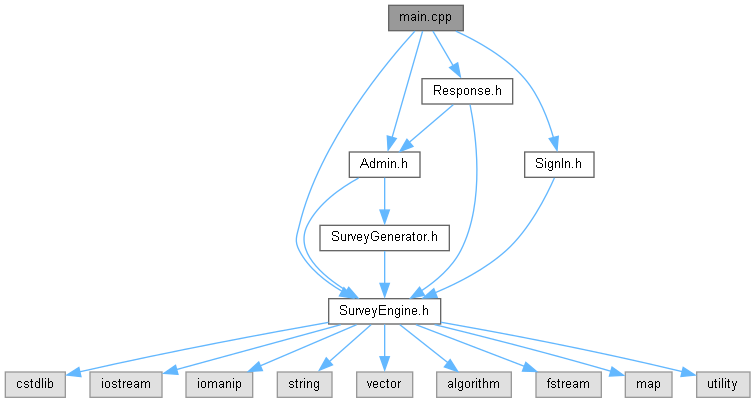 main.cpp
Response.h
Admin.h
SignIn.h
SurveyGenerator.h
SurveyEngine.h
cstdlib
iostream
iomanip
string
vector
algorithm
fstream
map
utility